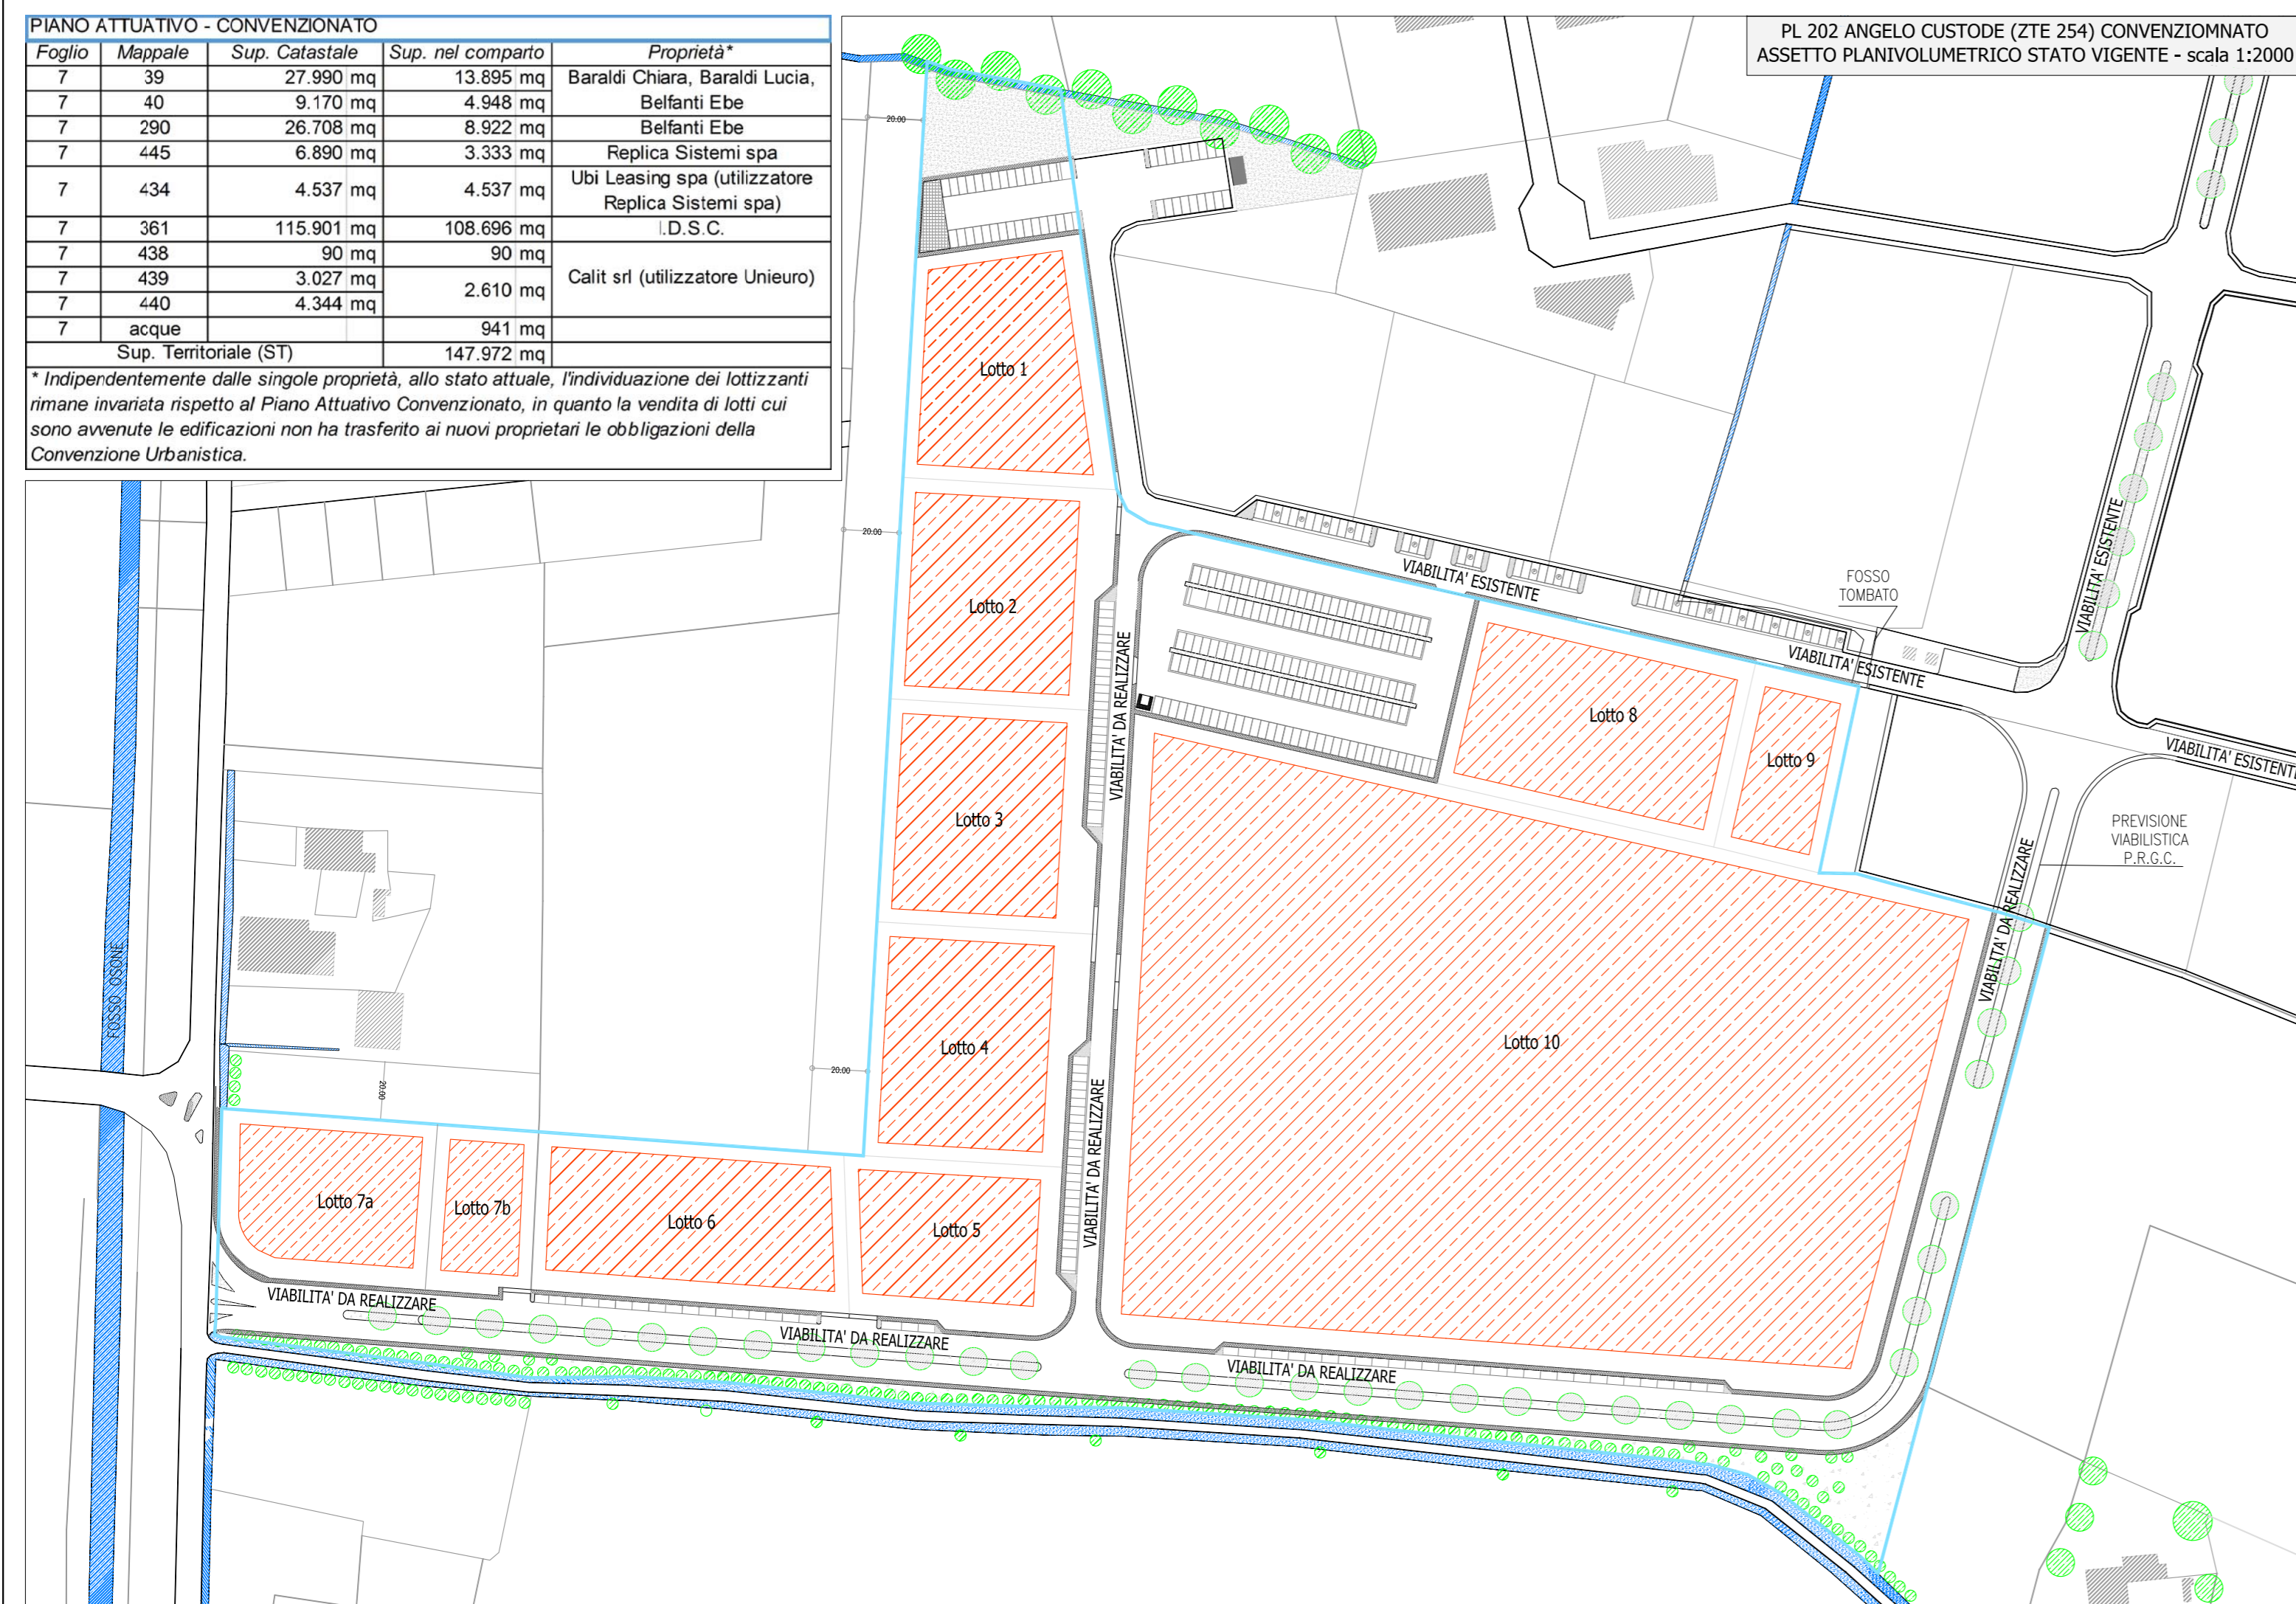 PIANO ATTUATIVO - CONVENZIONATO
Foglio Mappale Sup. Catastale Sup. nel comparto Proprietà*
7 39 27.990 mq 13.895 mq Baraldi Chiara, Baraldi Lucia,
7 40 9.170 mq 4.948 mq Belfanti Ebe
7 290 26.708 mq 8.922 mq Belfanti Ebe
7 445 6.890 mq 3.333 mq Replica Sistemi spa
7 434 4.537 mq 4.537 mq Ubi Leasing spa (utilizzatore
Replica Sistemi spa)
7 361 115.901 mq 108.696 mq I.D.S.C.
7 438 90 mq 90 mq
7 439 3.027 mq 2.610 mq Calit srl (utilizzatore Unieuro)
7 440 4.344 mq
7 acque 941 mq
Sup. Territoriale (ST) 147.972 mq
* Indipendentemente dalle singole proprietà, allo stato attuale, l'individuazione dei lottizzanti
rimane invariata rispetto al Piano Attuativo Convenzionato, in quanto la vendita di lotti cui
sono avvenute le edificazioni non ha trasferito ai nuovi proprietari le obbligazioni della
Convenzione Urbanistica.
PL 202 ANGELO CUSTODE (ZTE 254) CONVENZIOMNATO
ASSETTO PLANIVOLUMETRICO STATO VIGENTE - scala 1:2000
20.00
Lotto 1
20.00
Lotto 2
VIABILITA' ESISTENTE
FOSSO
TOMBATO
VIABILITA' ESISTENTE
VIABILITA' ESISTENTE
VIABILITA' DA REALIZZARE
Lotto 8
Lotto 9
VIABILITA' ESISTENTE
Lotto 3
PREVISIONE
VIABILISTICA
P.R.G.C.
VIABILITA' DA REALIZZARE
FOSSO OSONE
Lotto 4
Lotto 10
20.00
20.00
VIABILITA' DA REALIZZARE
Lotto 7a
Lotto 7b
Lotto 6
Lotto 5
VIABILITA' DA REALIZZARE
VIABILITA' DA REALIZZARE
VIABILITA' DA REALIZZARE